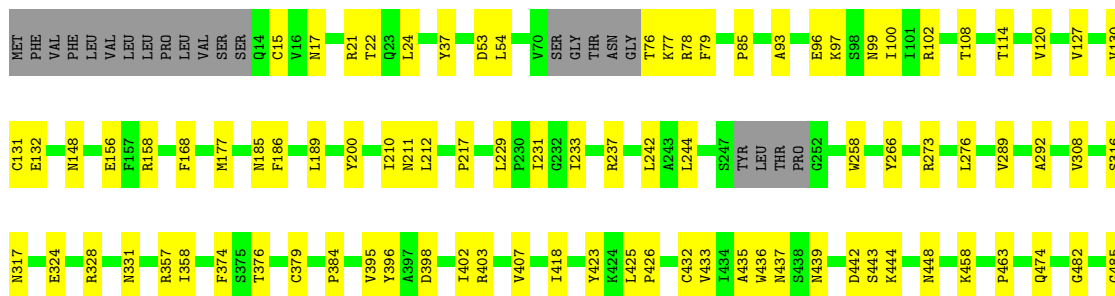 MET PHE VAL PHE LEU VAL LEU LEU PRO LEU VAL SER SER Q14 C15 V16 N17 R21 T22 Q23 L24 Y37 D53 L54 V70 SER GLY THR ASN GLY T76 K77 R78 F79 P85 A93 E96 K97 S98 N99 I100 I101 R102 T108 T114 V120 V127 V130
C131 E132 N148 E156 F157 R158 F168 M177 N185 F186 L189 Y200 I210 N211 L212 P217 L229 P230 I231 G232 I233 R237 L242 A243 L244 S247 TYR LEU THR PRO G252 W258 Y266 R273 L276 V289 A292 V308 S316
N317 E324 R328 N331 R357 I358 F374 S375 T376 C379 P384 V395 Y396 A397 D398 I402 R403 V407 I418 Y423 K424 L425 P426 C432 V433 I434 A435 W436 N437 S438 N439 D442 S443 K444 N448 K458 P463 Q474 G482